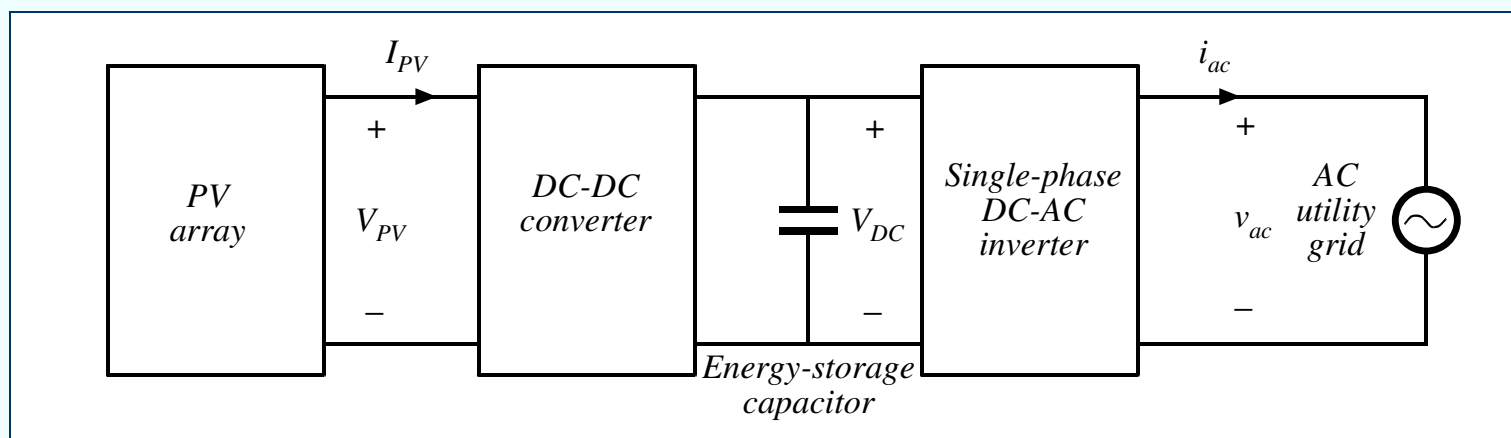 I_PV
+
V_PV
–
PV
array
DC-DC
converter
+
V_DC
–
Energy-storage
capacitor
Single-phase
DC-AC
inverter
i_ac
+
v_ac
–
AC
utility
grid